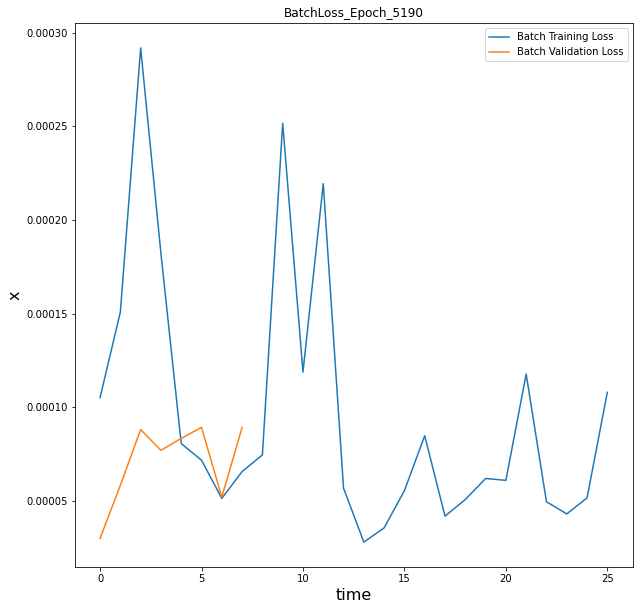 BatchLoss_Epoch_5190
Batch Training Loss
Batch Validation Loss
0.00030
0.00025
0.00020
0.00015
0.00010
0.00005
x
0 5 10 15 20 25
time